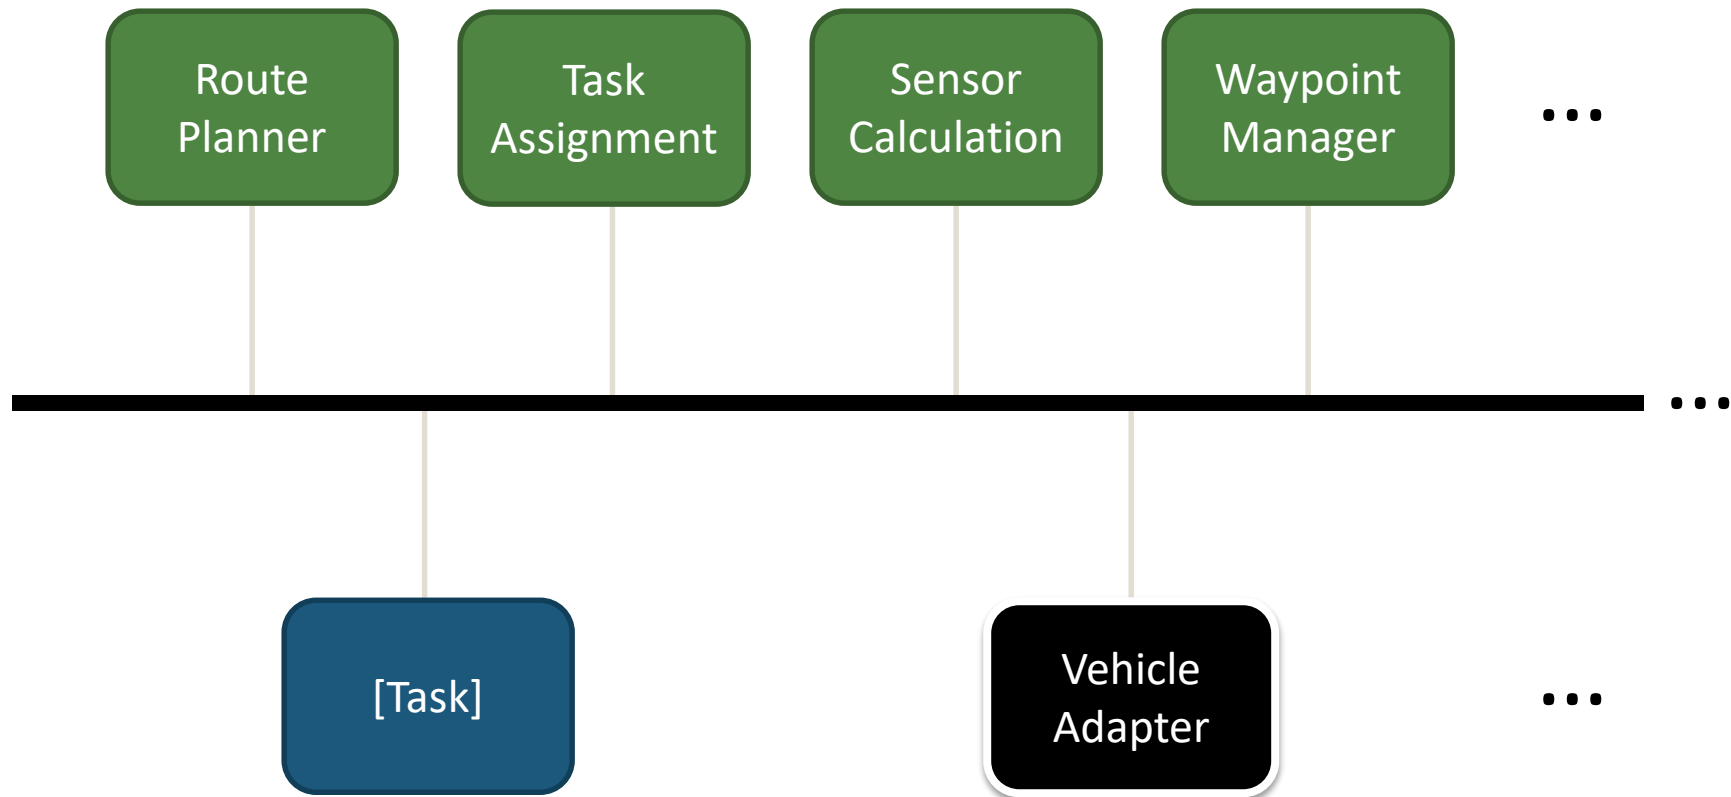 Route
Planner
Task
Assignment
Sensor
Calculation
Waypoint
Manager
...
...
[Task]
Vehicle
Adapter
...